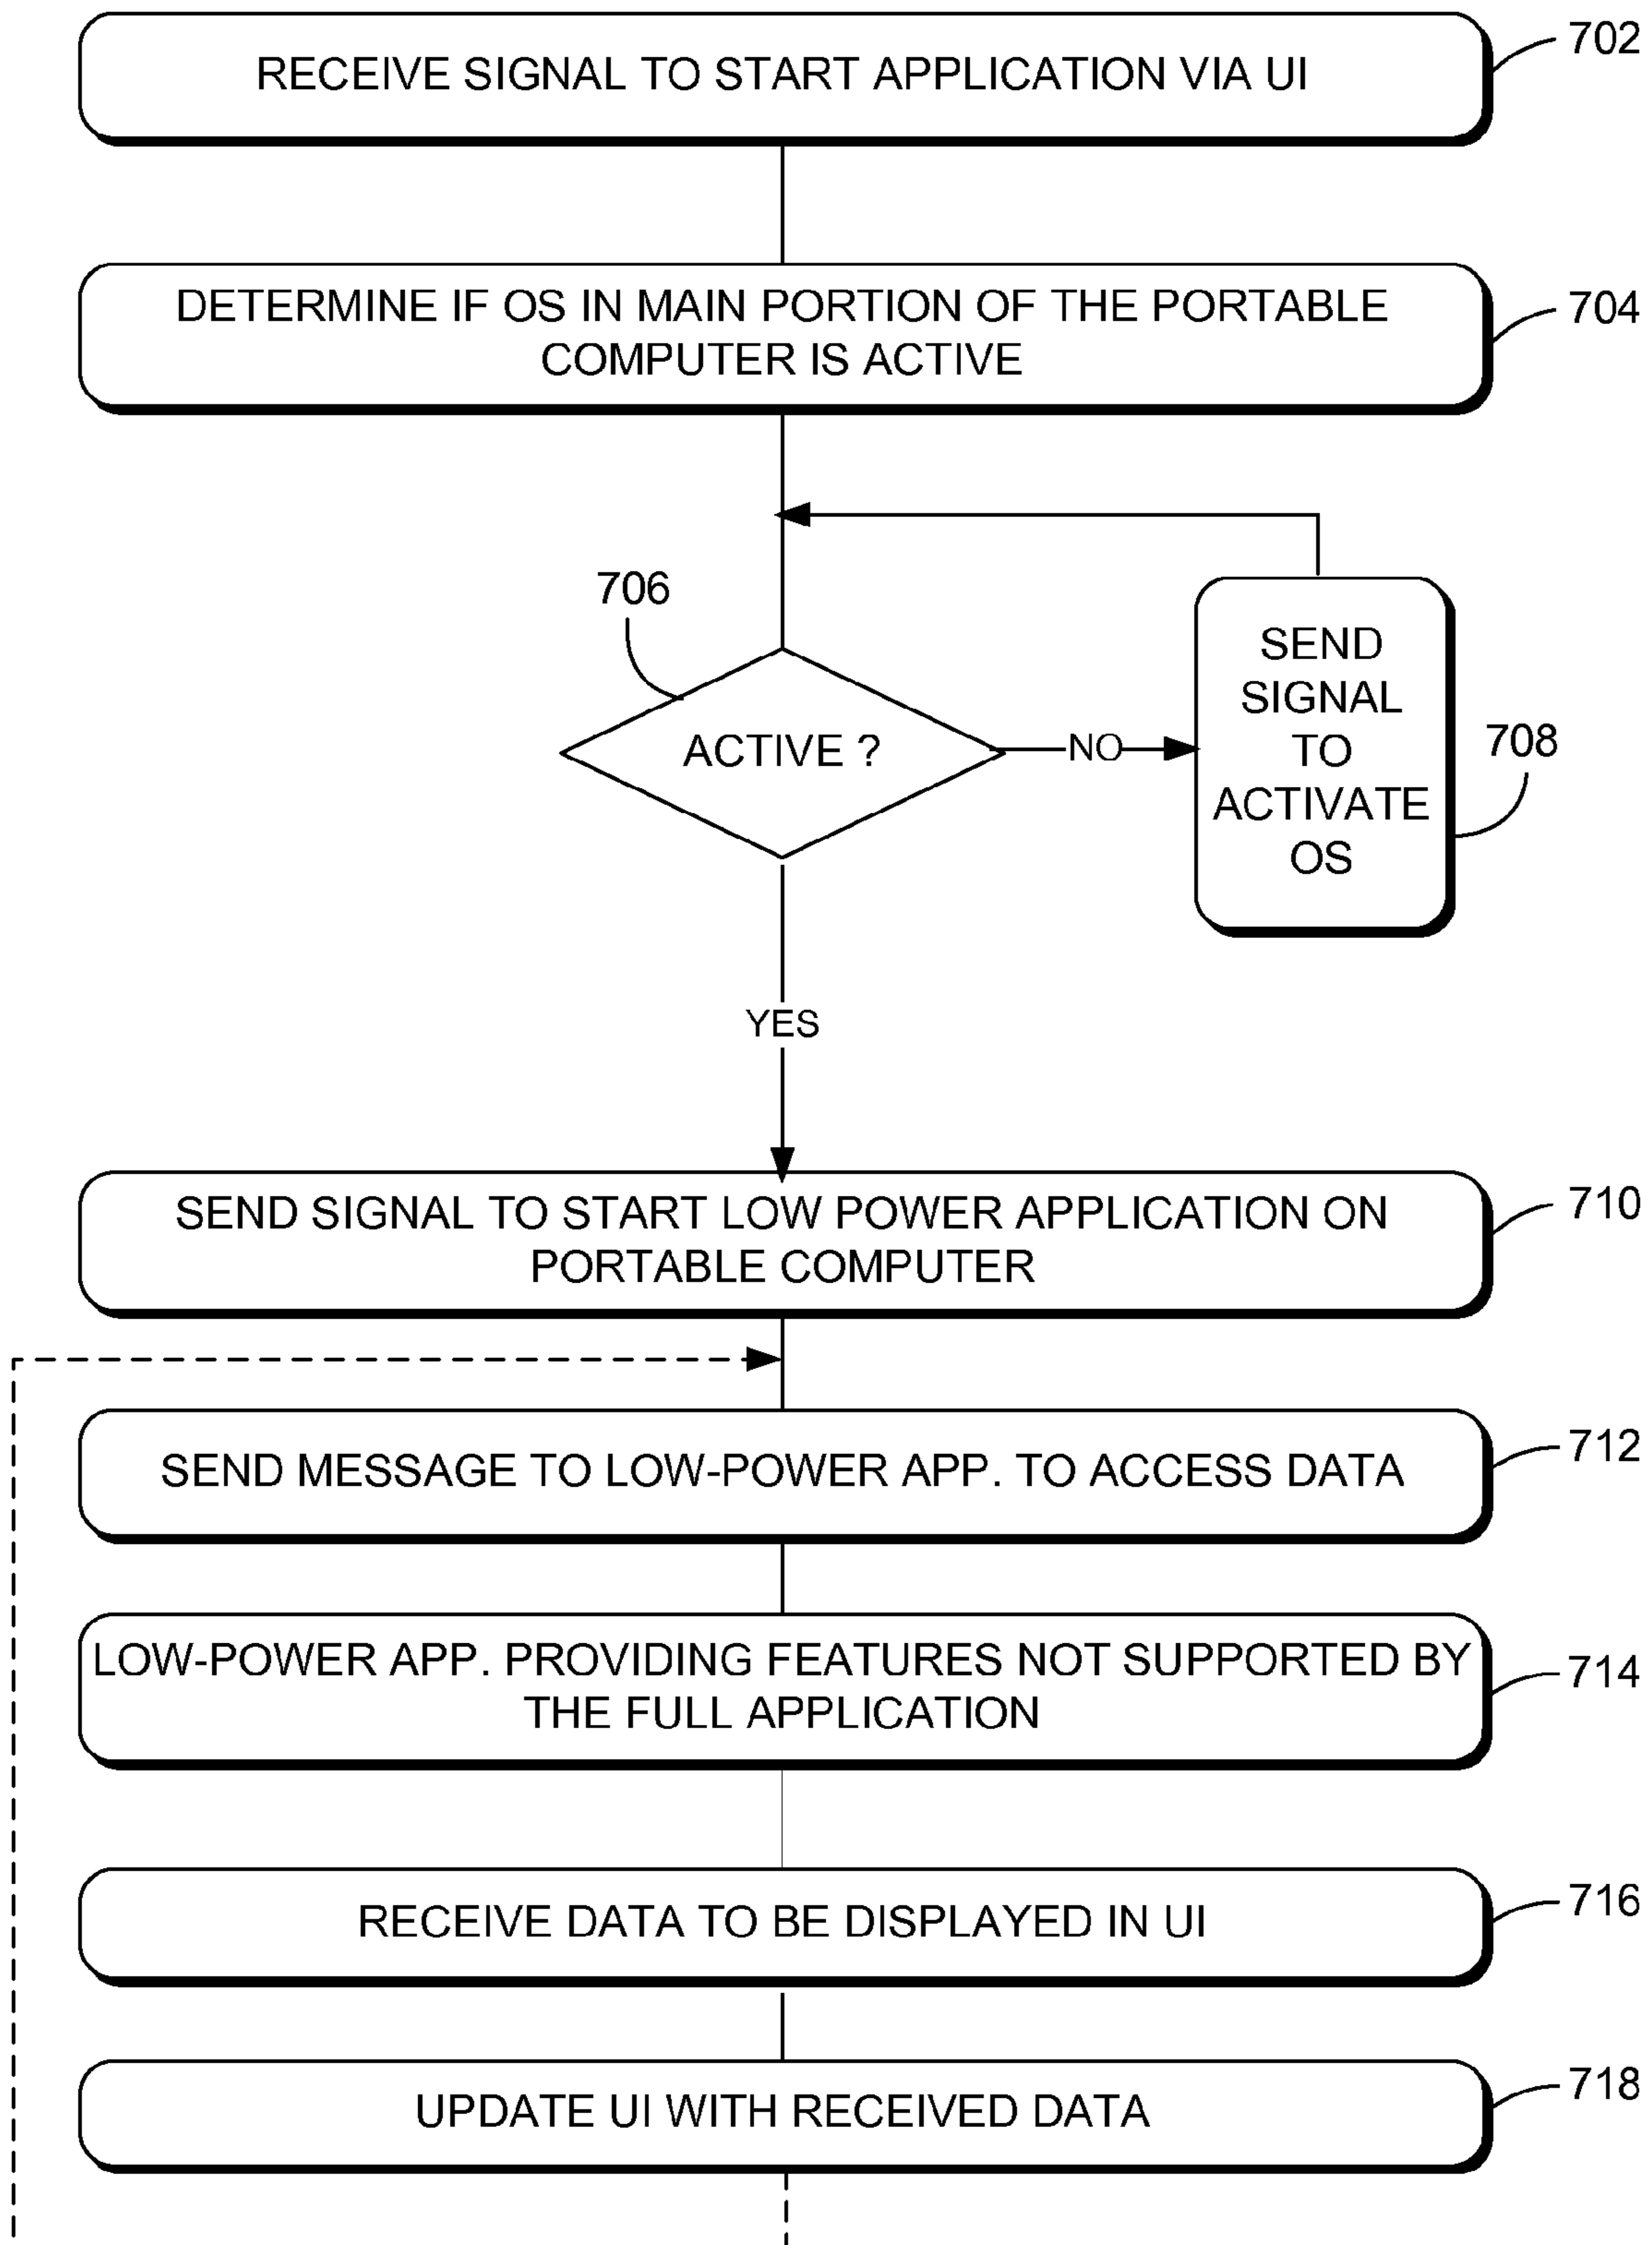 RECEIVE SIGNAL TO START APPLICATION VIA UI
702
DETERMINE IF OS IN MAIN PORTION OF THE PORTABLE
COMPUTER IS ACTIVE
704
706
ACTIVE ?
NO
SEND
SIGNAL
TO
ACTIVATE
OS
708
YES
SEND SIGNAL TO START LOW POWER APPLICATION ON
PORTABLE COMPUTER
710
SEND MESSAGE TO LOW-POWER APP. TO ACCESS DATA
712
LOW-POWER APP. PROVIDING FEATURES NOT SUPPORTED BY
THE FULL APPLICATION
714
RECEIVE DATA TO BE DISPLAYED IN UI
716
UPDATE UI WITH RECEIVED DATA
718